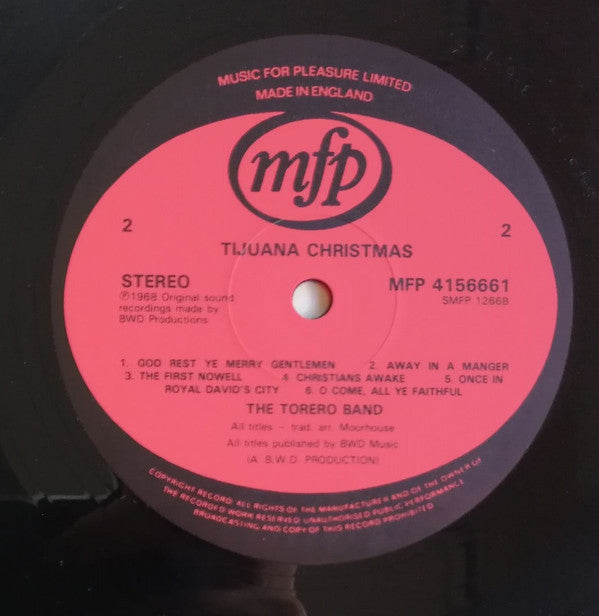 MUSIC FOR PLEASURE LIMITED
MADE IN ENGLAND
mfp
2
2
TIJUANA CHRISTMAS
STEREO
MFP 4156661
℗1968 Original sound
recordings made by
BWD Productions
SMFP 1266B
1. GOD REST YE MERRY GENTLEMEN 2. AWAY IN A MANGER
3. THE FIRST NOWELL 4 CHRISTIANS AWAKE 5. ONCE IN
ROYAL DAVID'S CITY 6. O COME, ALL YE FAITHFUL
THE TORERO BAND
All titles – trad. arr. Moorhouse
All titles published by BWD Music
(A B.W.D. PRODUCTION)
COPYRIGHT RECORD. ALL RIGHTS OF THE MANUFACTURER AND OF THE OWNER OF
THE RECORDED WORK RESERVED. UNAUTHORISED PUBLIC PERFORMANCE
BROADCASTING AND COPY OF THIS RECORD PROHIBITED